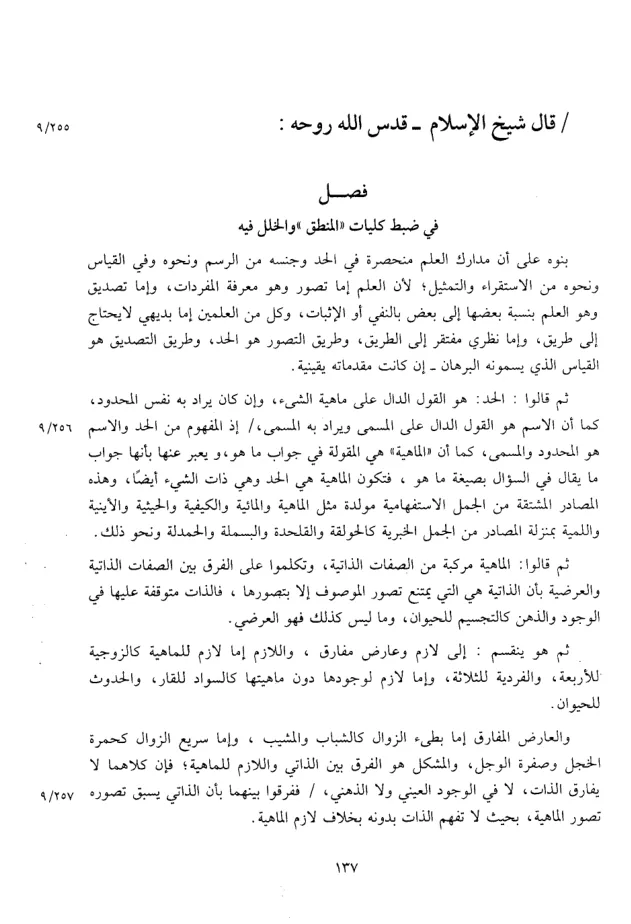 / قال شيخ الإسلام ـ قدس الله روحه :
٩/٢٥٥
فصــل
في ضبط كليات «المنطق» والخلل فيه
بنوه على أن مدارك العلم منحصرة في الحد وجنسه من الرسم ونحوه وفي القياس
ونحوه من الاستقراء والتمثيل؛ لأن العلم إما تصور وهو معرفة المفردات، وإما تصديق
وهو العلم بنسبة بعضها إلى بعض بالنفي أو الإثبات، وكل من العلمين إما بديهي لايحتاج
إلى طريق، وإما نظري مفتقر إلى الطريق، وطريق التصور هو الحد، وطريق التصديق هو
القياس الذي يسمونه البرهان ـ إن كانت مقدماته يقينية.
ثم قالوا : الحد: هو القول الدال على ماهية الشيء، وإن كان يراد به نفس المحدود،
كما أن الاسم هو القول الدال على المسمى ويراد به المسمى،/ إذ المفهوم من الحد والاسم
٩/٢٥٦
هو المحدود والمسمى، كما أن «الماهية» هي المقولة في جواب ما هو،و يعبر عنها بأنها جواب
ما يقال في السؤال بصيغة ما هو ، فتكون الماهية هي الحد وهي ذات الشيء أيضًا، وهذه
المصادر المشتقة من الجمل الاستفهامية مولدة مثل الماهية والمائية والكيفية والحيثية والأينية
واللمية بمنزلة المصادر من الجمل الخبرية كالحولقة والقلحدة والبسملة والحمدلة ونحو ذلك.
ثم قالوا: الماهية مركبة من الصفات الذاتية، وتكلموا على الفرق بين الصفات الذاتية
والعرضية بأن الذاتية هي التي يمتنع تصور الموصوف إلا بتصورها ، فالذات متوقفة عليها في
الوجود والذهن كالتجسيم للحيوان، وما ليس كذلك فهو العرضي.
ثم هو ينقسم : إلى لازم وعارض مفارق ، واللازم إما لازم للماهية كالزوجية
للأربعة، والفردية للثلاثة، وإما لازم لوجودها دون ماهيتها كالسواد للقار، والحدوث
للحيوان.
والعارض المفارق إما بطىء الزوال كالشباب والمشيب ، وإما سريع الزوال كحمرة
الخجل وصفرة الوجل، والمشكل هو الفرق بين الذاتي واللازم للماهية؛ فإن كلاهما لا
يفارق الذات، لا في الوجود العيني ولا الذهني، / ففرقوا بينهما بأن الذاتي يسبق تصوره
٩/٢٥٧
تصور الماهية، بحيث لا تفهم الذات بدونه بخلاف لازم الماهية.
١٣٧